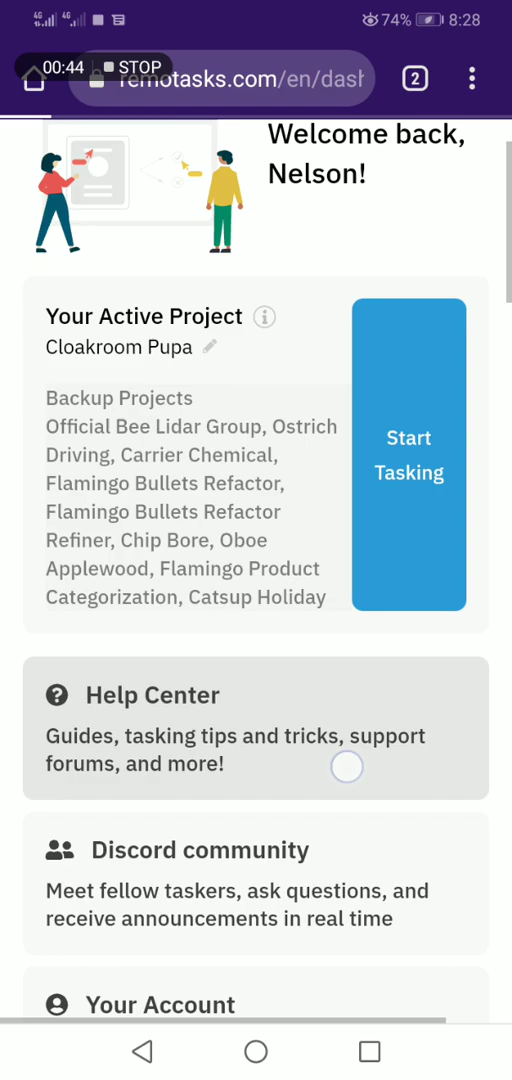 4G 4G 74% 8:28
00:44 STOP
remotasks.com/en/dash 2
Welcome back,
Nelson!
Your Active Project
Cloakroom Pupa
Backup Projects
Official Bee Lidar Group, Ostrich
Driving, Carrier Chemical,
Flamingo Bullets Refactor,
Flamingo Bullets Refactor
Refiner, Chip Bore, Oboe
Applewood, Flamingo Product
Categorization, Catsup Holiday
Start
Tasking
Help Center
Guides, tasking tips and tricks, support
forums, and more!
Discord community
Meet fellow taskers, ask questions, and
receive announcements in real time
Your Account